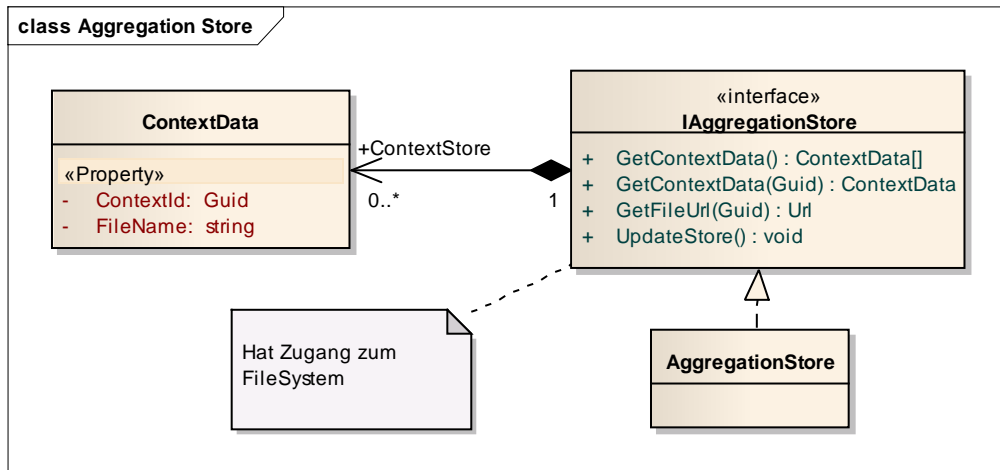 class Aggregation Store
ContextData
«Property»
- ContextId: Guid
- FileName: string
+ContextStore
0..*
1
«interface»
IAggregationStore
+ GetContextData() : ContextData[]
+ GetContextData(Guid) : ContextData
+ GetFileUrl(Guid) : Url
+ UpdateStore() : void
Hat Zugang zum
FileSystem
AggregationStore